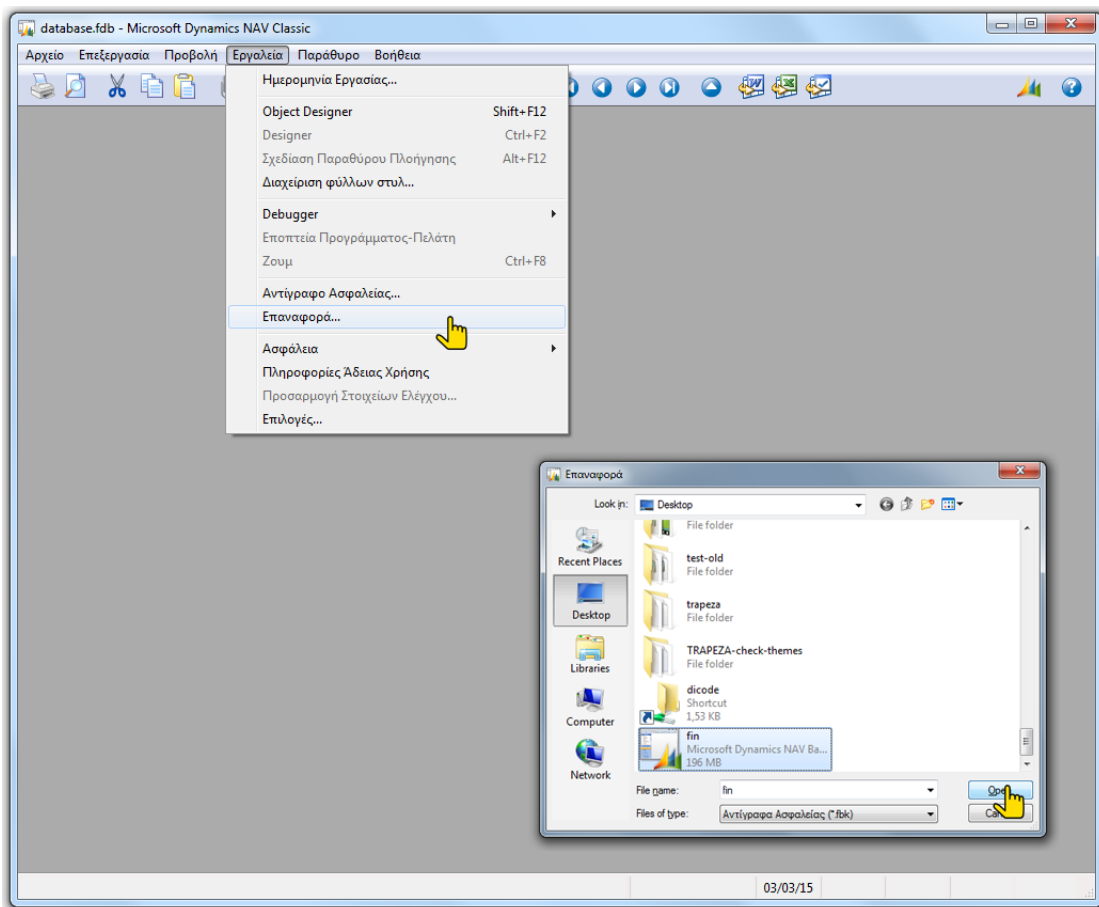 database.fdb - Microsoft Dynamics NAV Classic
Αρχείο Επεξεργασία Προβολή Εργαλεία Παράθυρο Βοήθεια
Ημερομηνία Εργασίας...
Object Designer Shift+F12
Designer Ctrl+F2
Σχεδίαση Παραθύρου Πλοήγησης Alt+F12
Διαχείριση φύλλων στυλ...
Debugger
Εποπτεία Προγράμματος-Πελάτη
Ζουμ Ctrl+F8
Αντίγραφο Ασφαλείας...
Επαναφορά...
Ασφάλεια
Πληροφορίες Άδειας Χρήσης
Προσαρμογή Στοιχείων Ελέγχου...
Επιλογές...
Επαναφορά
Look in: Desktop
Recent Places
Desktop
Libraries
Computer
Network
File folder
test-old
File folder
trapeza
File folder
TRAPEZA-check-themes
File folder
dicode
Shortcut
1,53 KB
fin
Microsoft Dynamics NAV Ba...
196 MB
File name: fin
Files of type: Αντίγραφα Ασφαλείας (*.fbk)
03/03/15